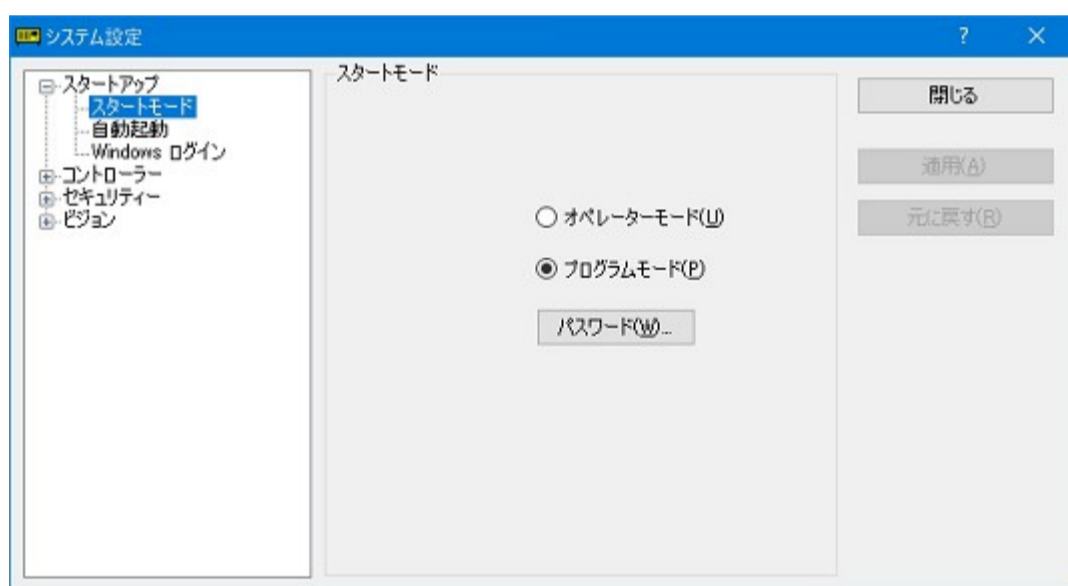 システム設定
スタートアップ
スタートモード
自動起動
Windows ログイン
コントローラー
セキュリティー
ビジョン
スタートモード
オペレーターモード(U)
プログラムモード(P)
パスワード(W)...
閉じる
適用(A)
元に戻す(R)